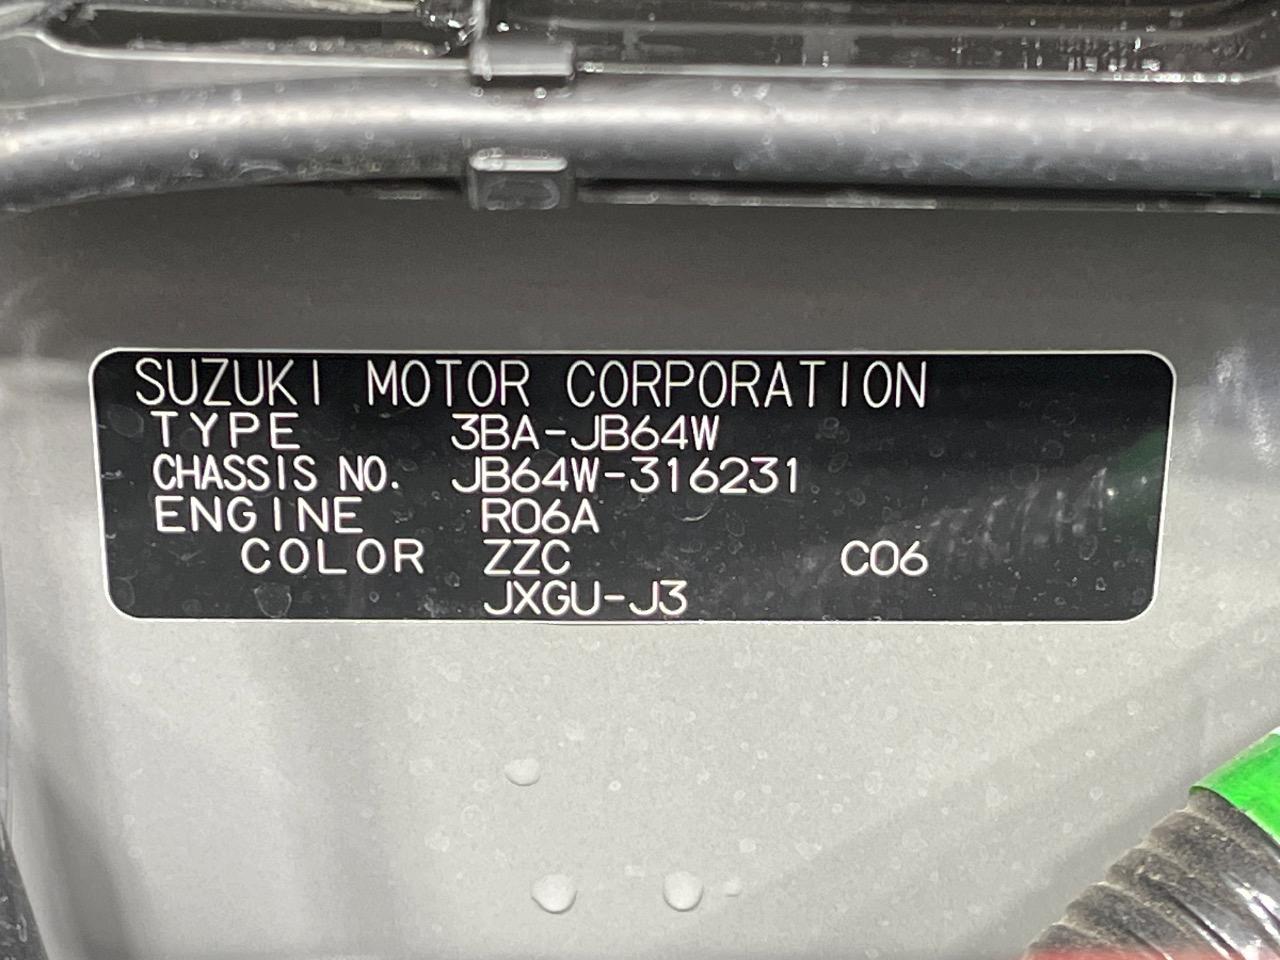 SUZUKI MOTOR CORPORATION
TYPE 3BA-JB64W
CHASSIS NO. JB64W-316231
ENGINE R06A
COLOR ZZC C06
JXGU-J3